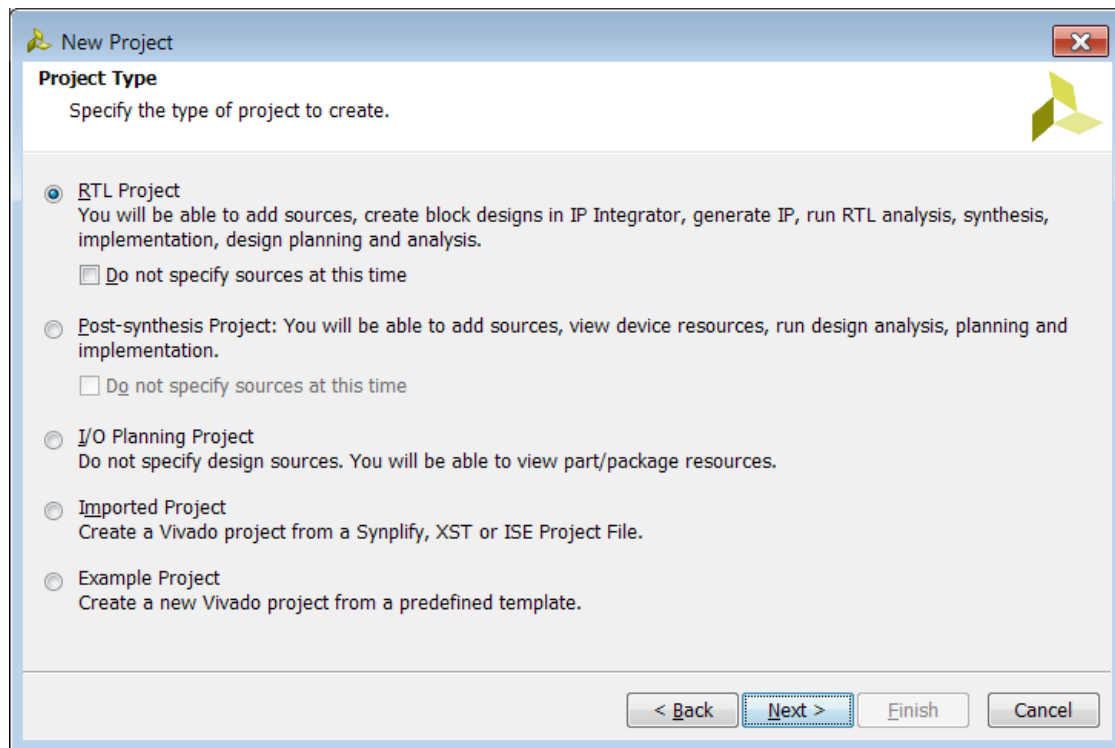 New Project
Project Type
Specify the type of project to create.
RTL Project
You will be able to add sources, create block designs in IP Integrator, generate IP, run RTL analysis, synthesis,
implementation, design planning and analysis.
Do not specify sources at this time
Post-synthesis Project: You will be able to add sources, view device resources, run design analysis, planning and
implementation.
Do not specify sources at this time
I/O Planning Project
Do not specify design sources. You will be able to view part/package resources.
Imported Project
Create a Vivado project from a Synplify, XST or ISE Project File.
Example Project
Create a new Vivado project from a predefined template.
< Back Next > Finish Cancel